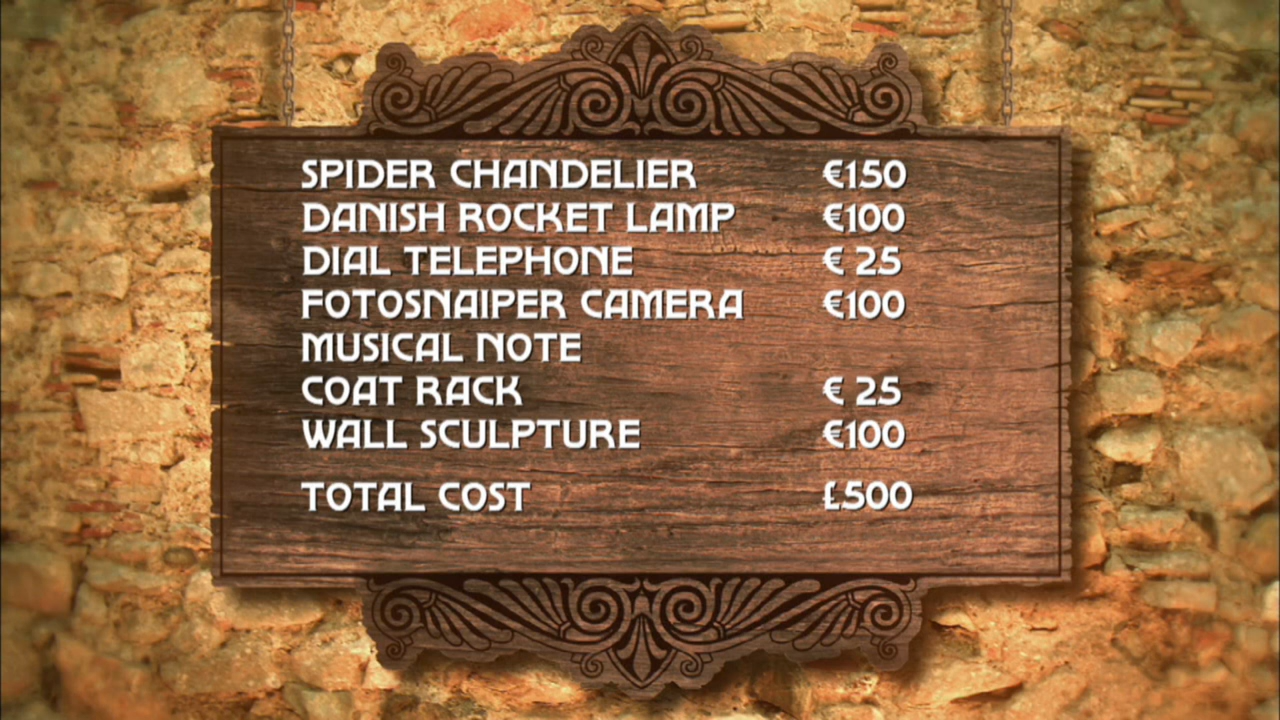 SPIDER CHANDELIER €150
DANISH ROCKET LAMP €100
DIAL TELEPHONE € 25
FOTOSNAIPER CAMERA €100
MUSICAL NOTE
COAT RACK € 25
WALL SCULPTURE €100
TOTAL COST £500